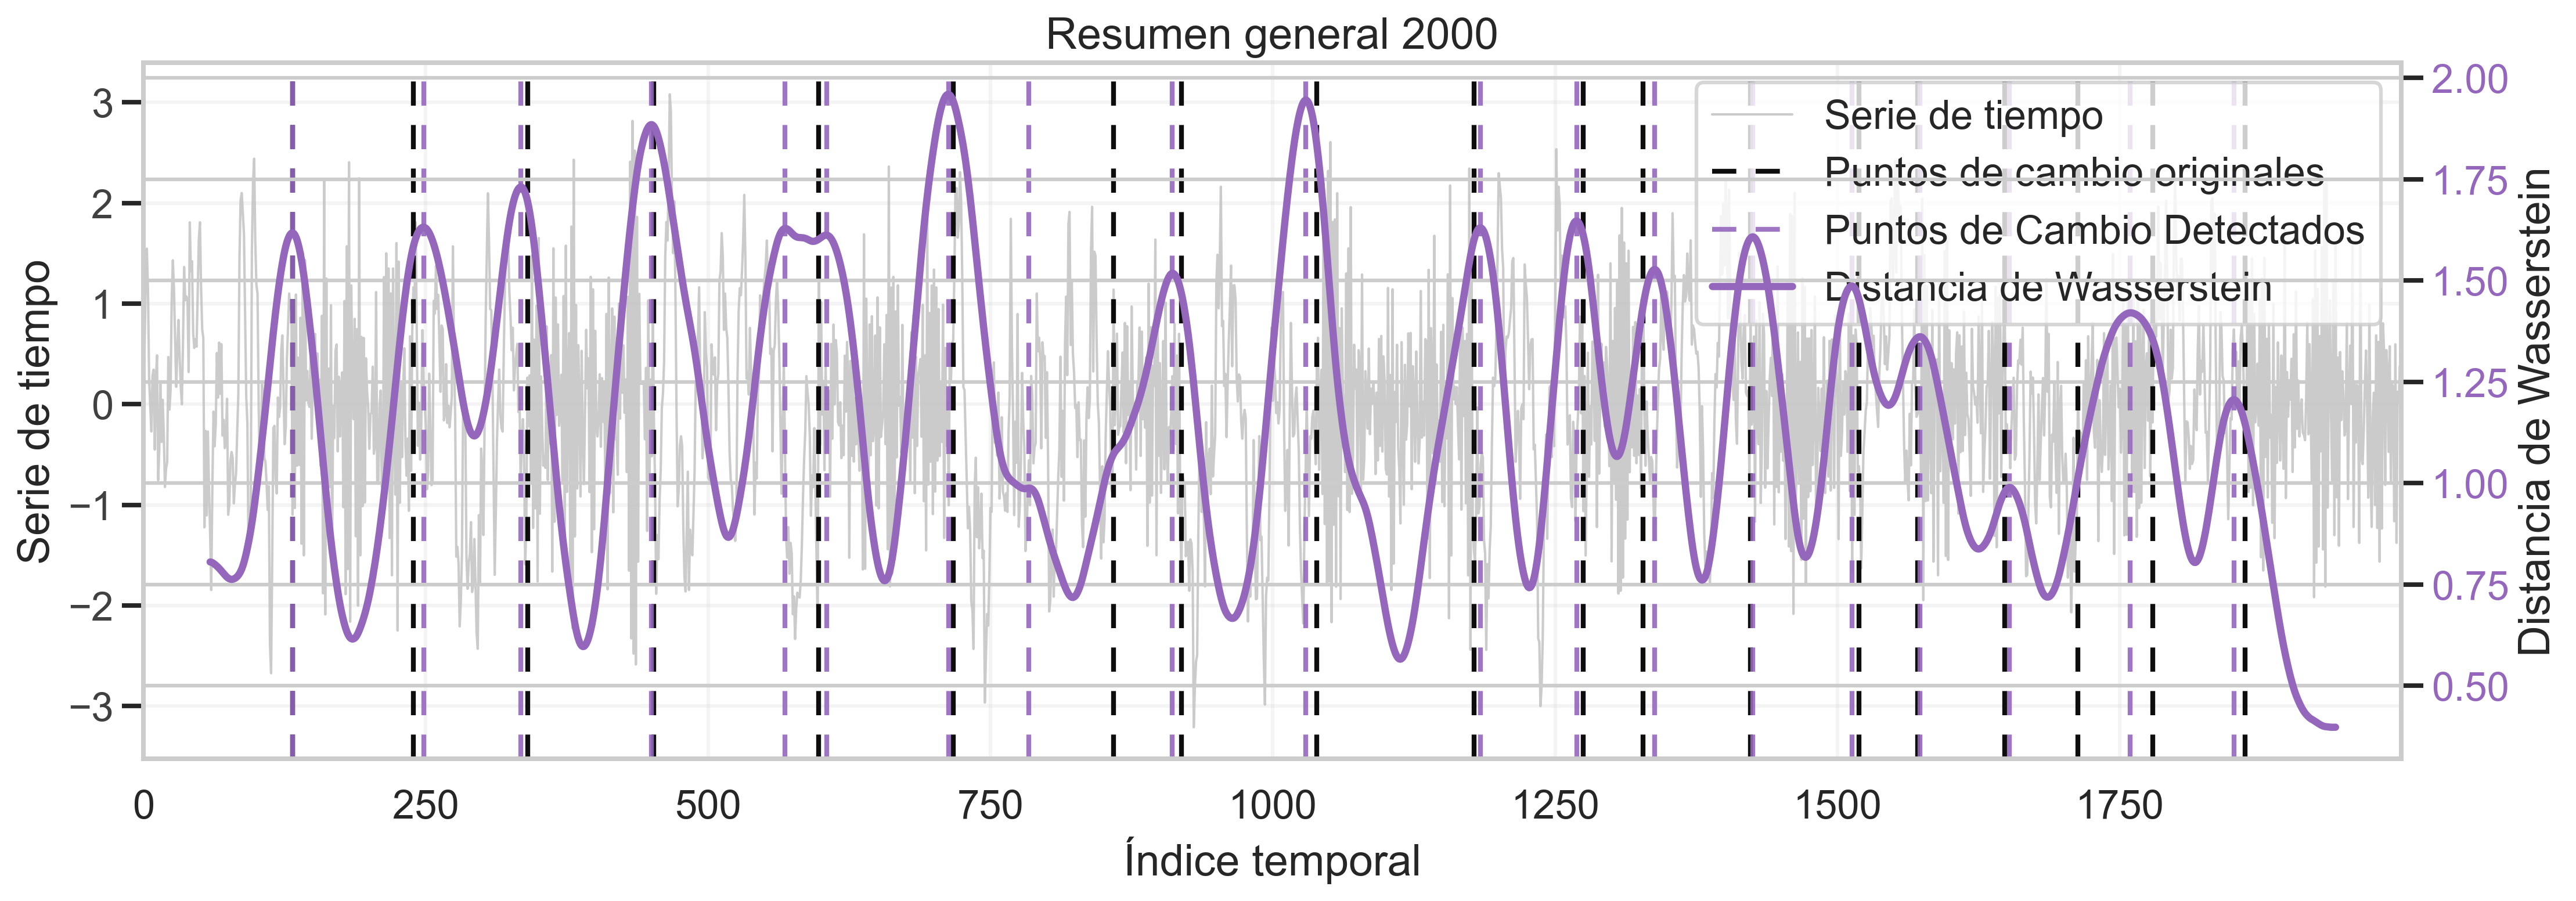 Resumen general 2000
3
2
1
0
−1
−2
−3
Serie de tiempo
2.00
1.75
1.50
1.25
1.00
0.75
0.50
Distancia de Wasserstein
Serie de tiempo
Puntos de cambio originales
Puntos de Cambio Detectados
Distancia de Wasserstein
0 250 500 750 1000 1250 1500 1750
Índice temporal